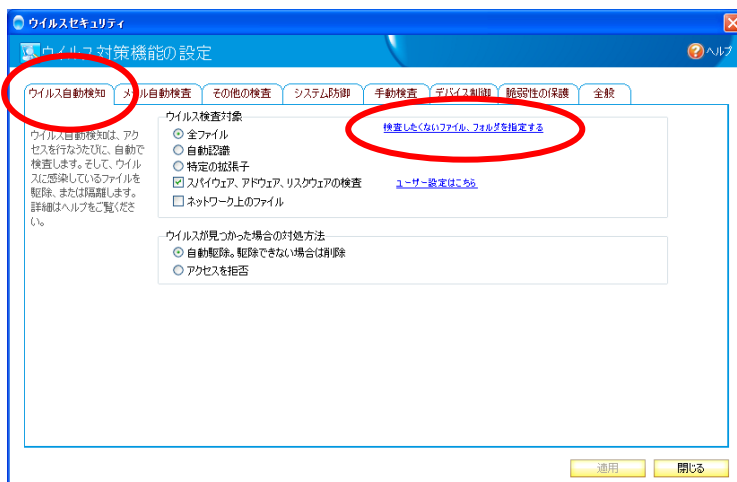 ウイルスセキュリティ
ウイルス対策機能の設定
ヘルプ
ウイルス自動検知 メール自動検査 その他の検査 システム防御 手動検査 デバイス制御 脆弱性の保護 全般
ウイルス自動検知は、アク
セスを行なうたびに、自動で
検査します。そして、ウイル
スに感染しているファイルを
駆除、または隔離します。
詳細はヘルプをご覧くださ
い。
ウイルス検査対象
全ファイル
検査したくないファイル、フォルダを指定する
自動認識
特定の拡張子
スパイウェア、アドウェア、リスクウェアの検査
ユーザー設定はこちら
ネットワーク上のファイル
ウイルスが見つかった場合の対処方法
自動駆除。駆除できない場合は削除
アクセスを拒否
適用 閉じる